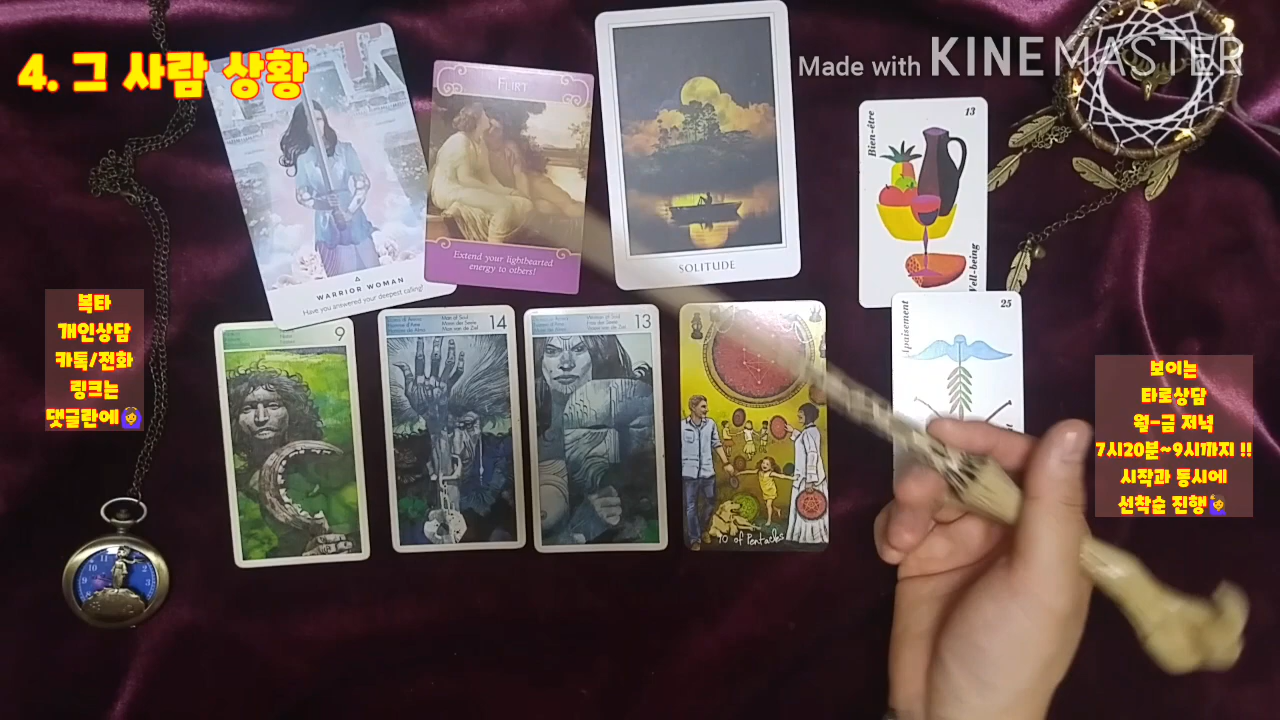 4. 그 사람 상황
Made with KINEMASTER
FLIRT
Extend your lighthearted
energy to others!
SOLITUDE
WARRIOR WOMAN
Have you answered your deepest calling?
13
Bien-être
Well-being
25
Apaisement
9
14
13
10 of Pentacles
복타
개인상담
카톡/전화
링크는
댓글란에🙆‍♀️
보이는
타로상담
월-금 저녁
7시20분~9시까지 !!
시작과 동시에
선착순 진행🙋‍♀️